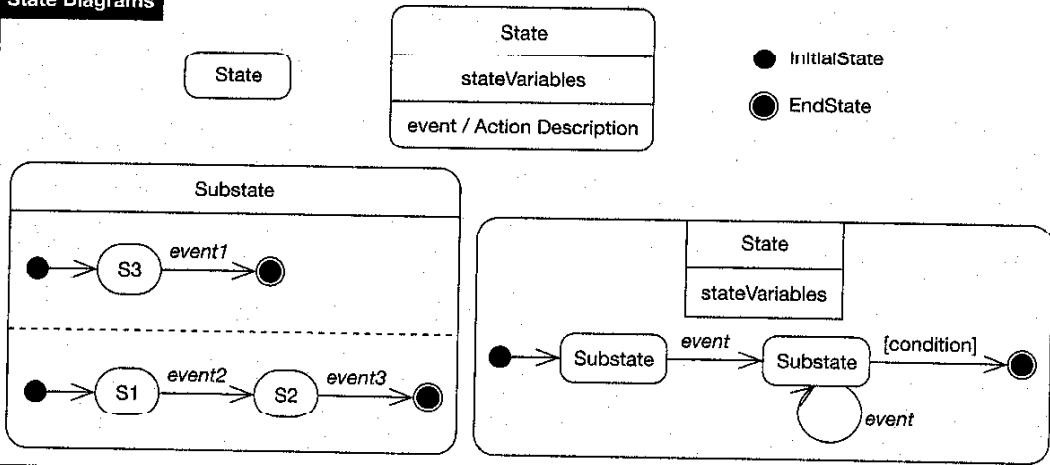 State Diagrams
State
State
stateVariables
event / Action Description
InitialState
EndState
Substate
S3
event1
S1
event2
S2
event3
State
stateVariables
Substate
event
Substate
[condition]
event